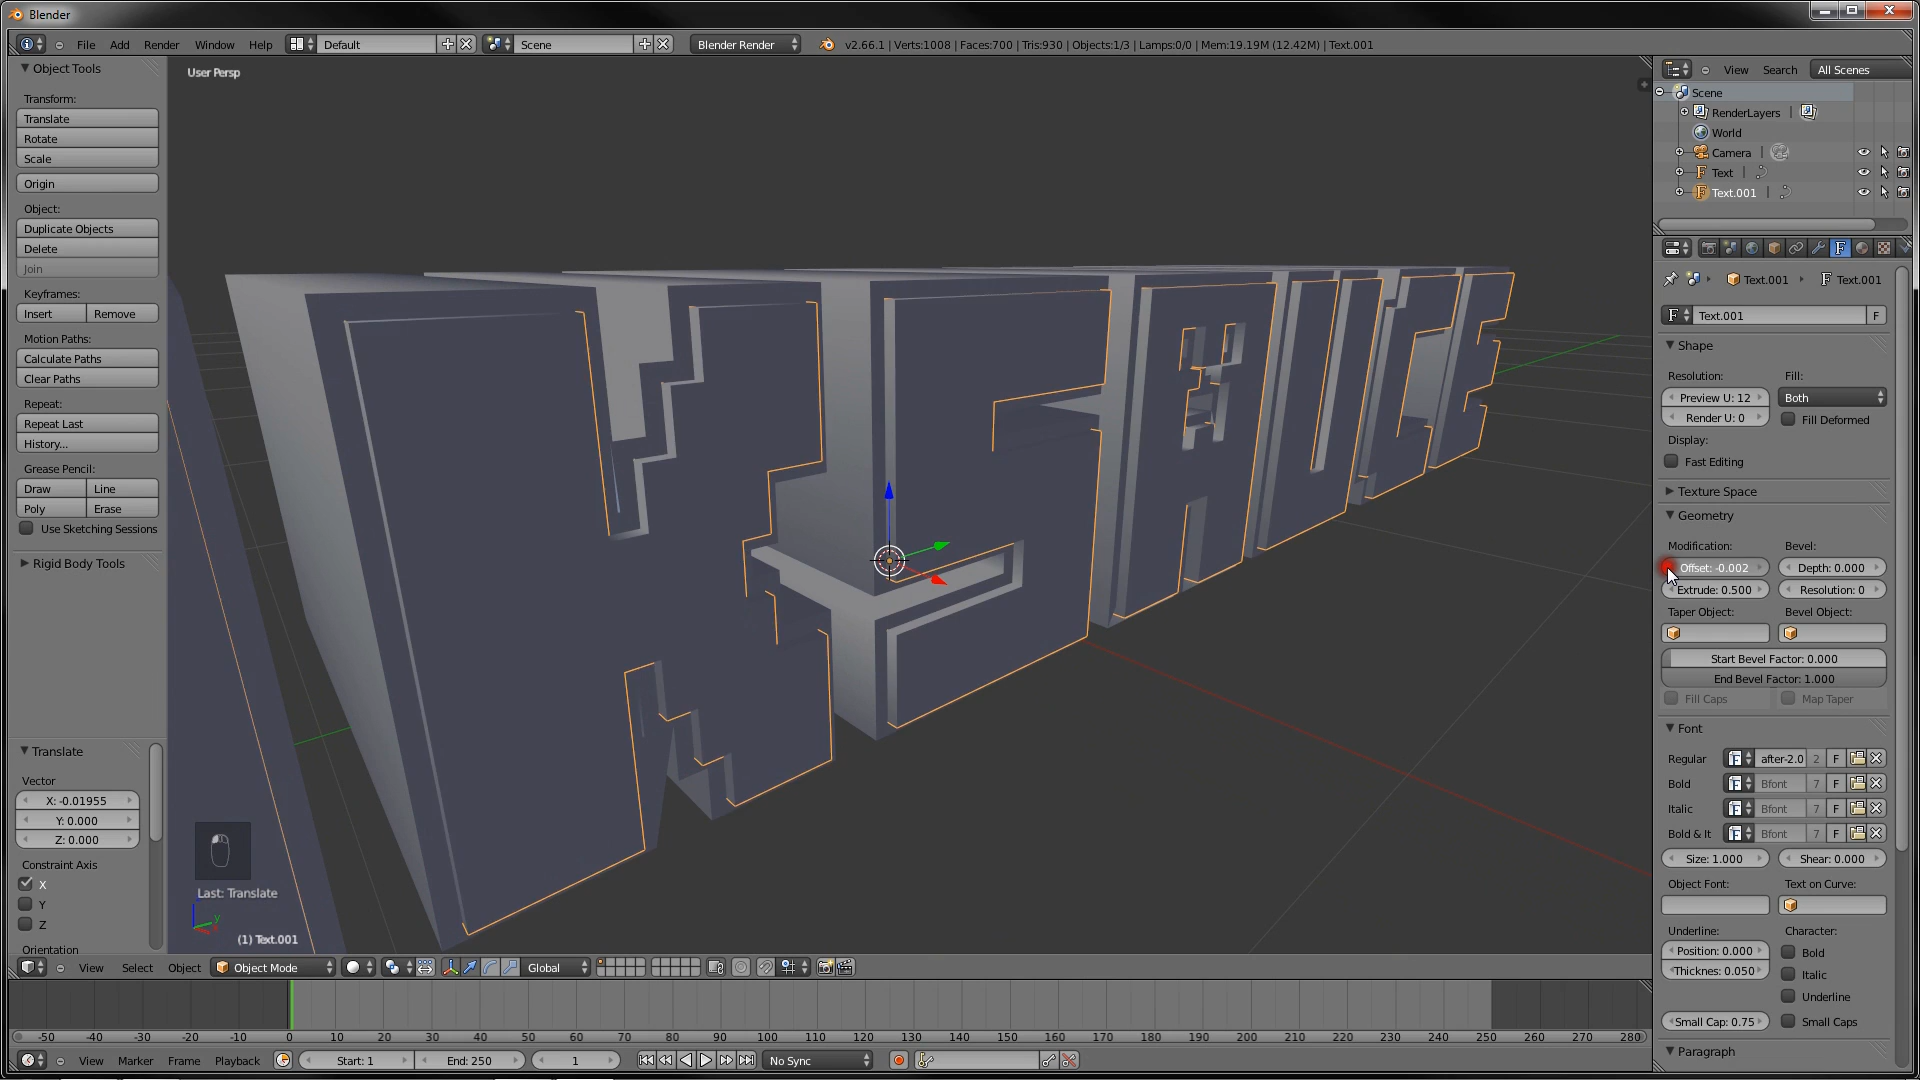 Blender
File Add Render Window Help Default Scene Blender Render v2.66.1 | Verts:1008 | Faces:700 | Tris:930 | Objects:1/3 | Lamps:0/0 | Mem:19.19M (12.42M) | Text.001
Object Tools
Transform:
Translate
Rotate
Scale
Origin
Object:
Duplicate Objects
Delete
Join
Keyframes:
Insert Remove
Motion Paths:
Calculate Paths
Clear Paths
Repeat:
Repeat Last
History...
Grease Pencil:
Draw Line
Poly Erase
Use Sketching Sessions
Rigid Body Tools
Translate
Vector
X: -0.01955
Y: 0.000
Z: 0.000
Constraint Axis
X
Y
Z
Orientation
User Persp
Last: Translate
(1) Text.001
View Select Object Object Mode Global
-50 -40 -30 -20 -10 0 10 20 30 40 50 60 70 80 90 100 110 120 130 140 150 160 170 180 190 200 210 220 230 240 250 260 270 280
View Marker Frame Playback Start: 1 End: 250 1 No Sync
View Search All Scenes
Scene
RenderLayers
World
Camera
Text
Text.001
Text.001 Text.001
F Text.001 F
Shape
Resolution: Fill:
Preview U: 12 Both
Render U: 0 Fill Deformed
Display:
Fast Editing
Texture Space
Geometry
Modification: Bevel:
Offset: -0.002 Depth: 0.000
Extrude: 0.500 Resolution: 0
Taper Object: Bevel Object:
Start Bevel Factor: 0.000
End Bevel Factor: 1.000
Fill Caps Map Taper
Font
Regular after-2.0 2 F
Bold Bfont 7 F
Italic Bfont 7 F
Bold & It Bfont 7 F
Size: 1.000 Shear: 0.000
Object Font: Text on Curve:
Underline: Character:
Position: 0.000 Bold
Thicknes: 0.050 Italic
Underline
Small Cap: 0.75 Small Caps
Paragraph